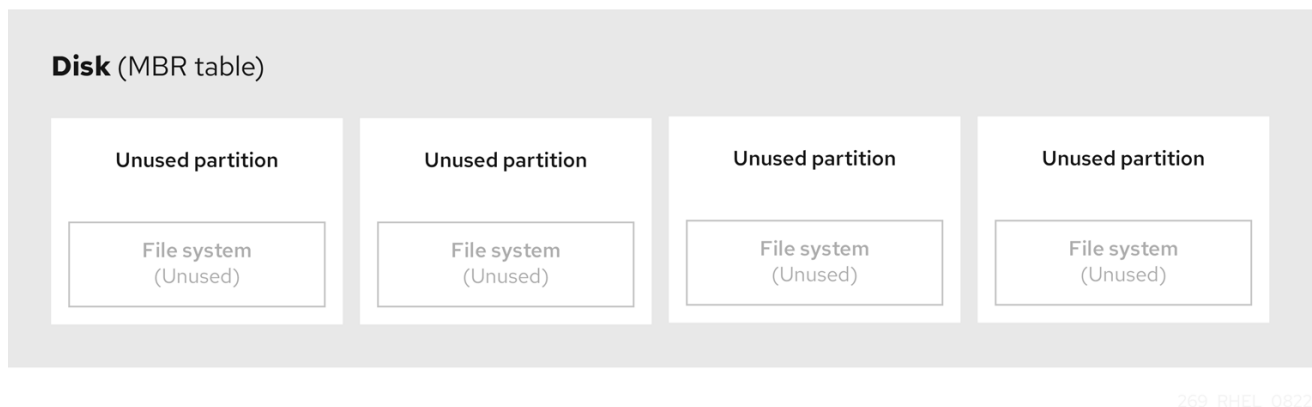 Disk (MBR table)
Unused partition
File system
(Unused)
Unused partition
File system
(Unused)
Unused partition
File system
(Unused)
Unused partition
File system
(Unused)
269_RHEL_0822